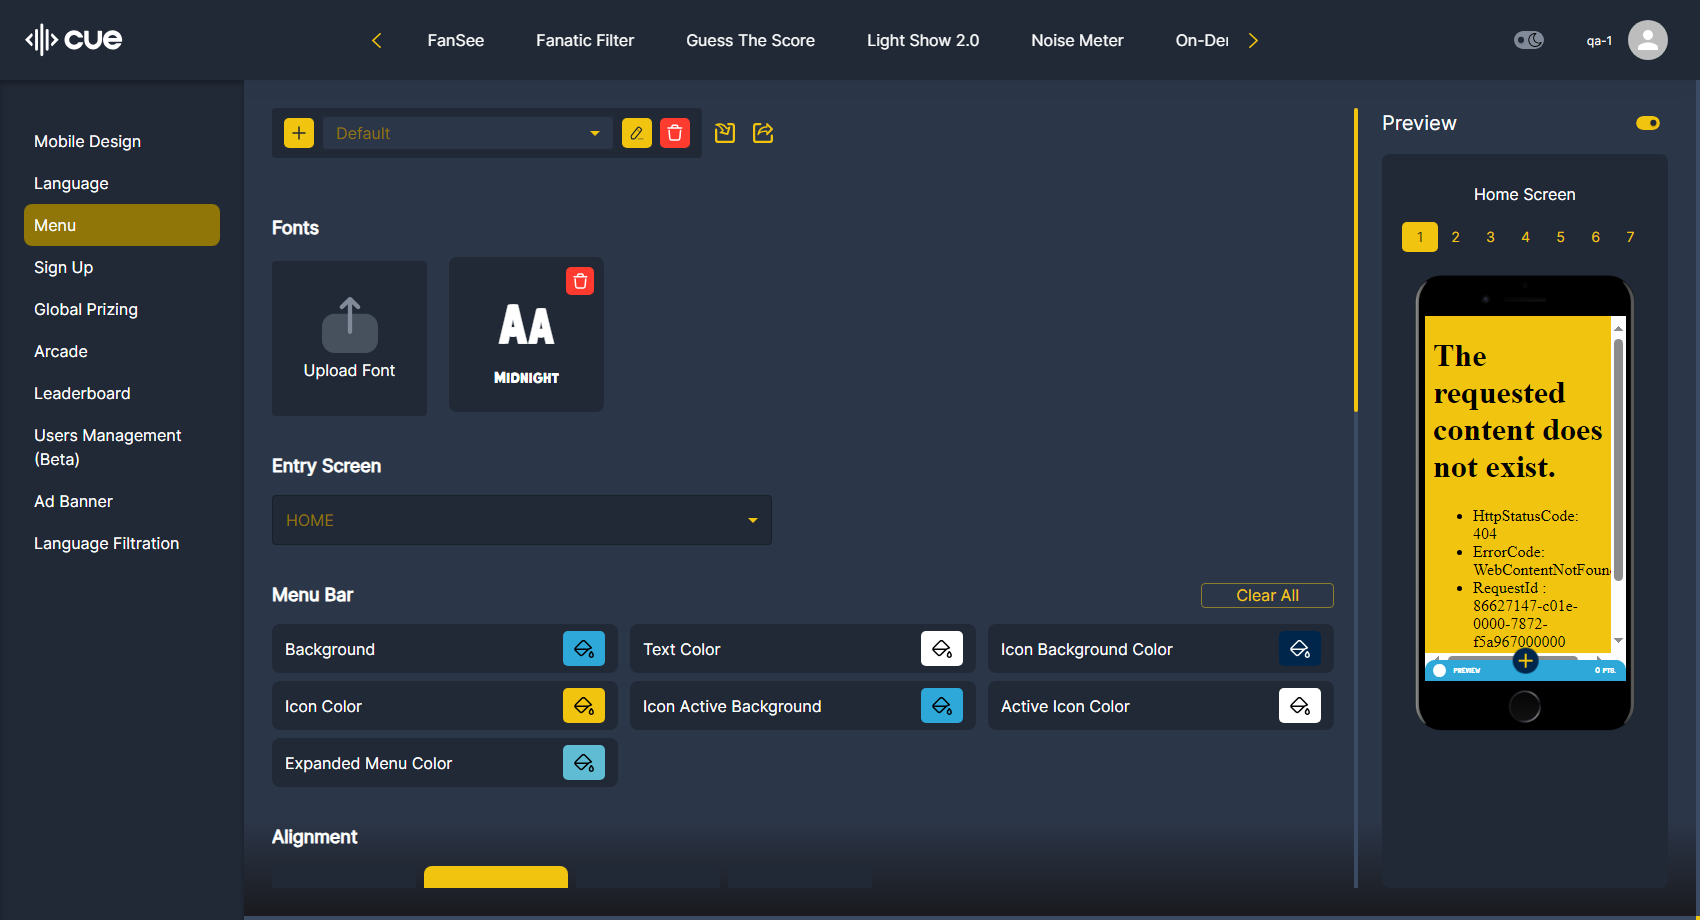 cue
FanSee
Fanatic Filter
Guess The Score
Light Show 2.0
Noise Meter
On-De
qa-1
Mobile Design
Language
Menu
Sign Up
Global Prizing
Arcade
Leaderboard
Users Management
(Beta)
Ad Banner
Language Filtration
Default
Fonts
Upload Font
AA
MIDNIGHT
Entry Screen
HOME
Menu Bar
Clear All
Background
Text Color
Icon Background Color
Icon Color
Icon Active Background
Active Icon Color
Expanded Menu Color
Alignment
Preview
Home Screen
1 2 3 4 5 6 7
The
requested
content does
not exist.
HttpStatusCode:
404
ErrorCode:
WebContentNotFoun
RequestId :
86627147-c01e-
0000-7872-
f5a967000000
PREVIEW
0 PTS.